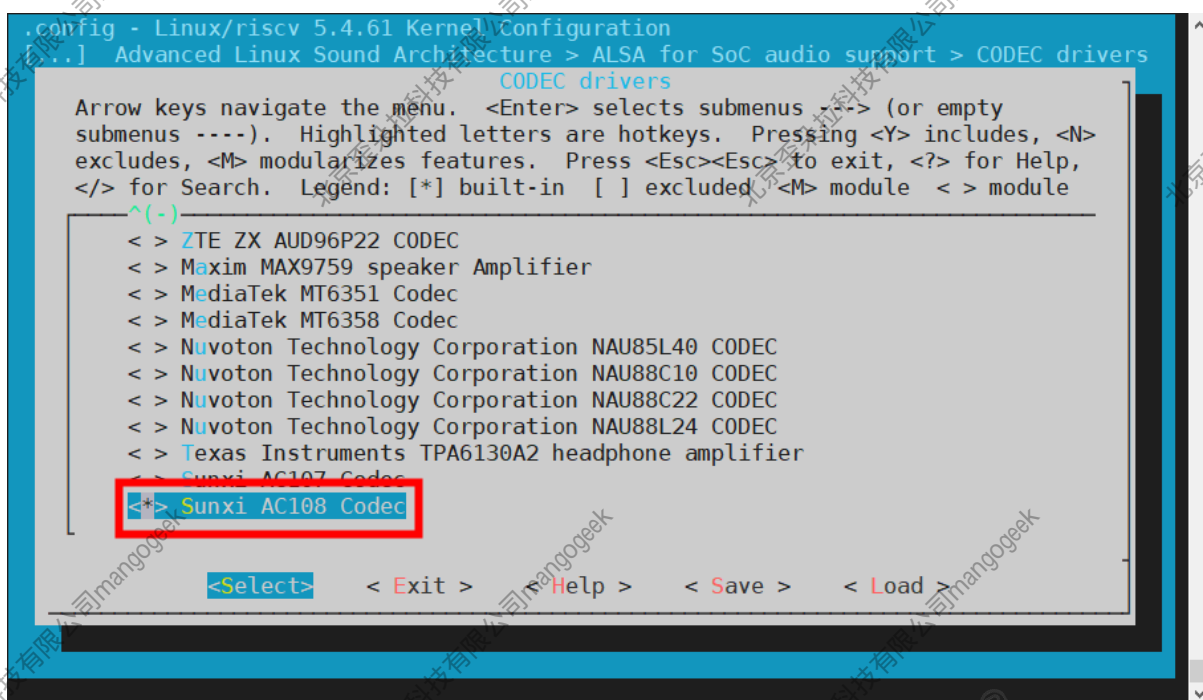 .config - Linux/riscv 5.4.61 Kernel Configuration
[...] Advanced Linux Sound Architecture > ALSA for SoC audio support > CODEC drivers
CODEC drivers
Arrow keys navigate the menu. <Enter> selects submenus ---> (or empty
submenus ----). Highlighted letters are hotkeys. Pressing <Y> includes, <N>
excludes, <M> modularizes features. Press <Esc><Esc> to exit, <?> for Help,
</> for Search. Legend: [*] built-in [ ] excluded <M> module < > module
^(-)
< > ZTE ZX AUD96P22 CODEC
< > Maxim MAX9759 speaker Amplifier
< > MediaTek MT6351 Codec
< > MediaTek MT6358 Codec
< > Nuvoton Technology Corporation NAU85L40 CODEC
< > Nuvoton Technology Corporation NAU88C10 CODEC
< > Nuvoton Technology Corporation NAU88C22 CODEC
< > Nuvoton Technology Corporation NAU88L24 CODEC
< > Texas Instruments TPA6130A2 headphone amplifier
< > Sunxi AC107 Codec
<*> Sunxi AC108 Codec
<Select> < Exit > < Help > < Save > < Load >
mangogeek
mangogeek
mangogeek